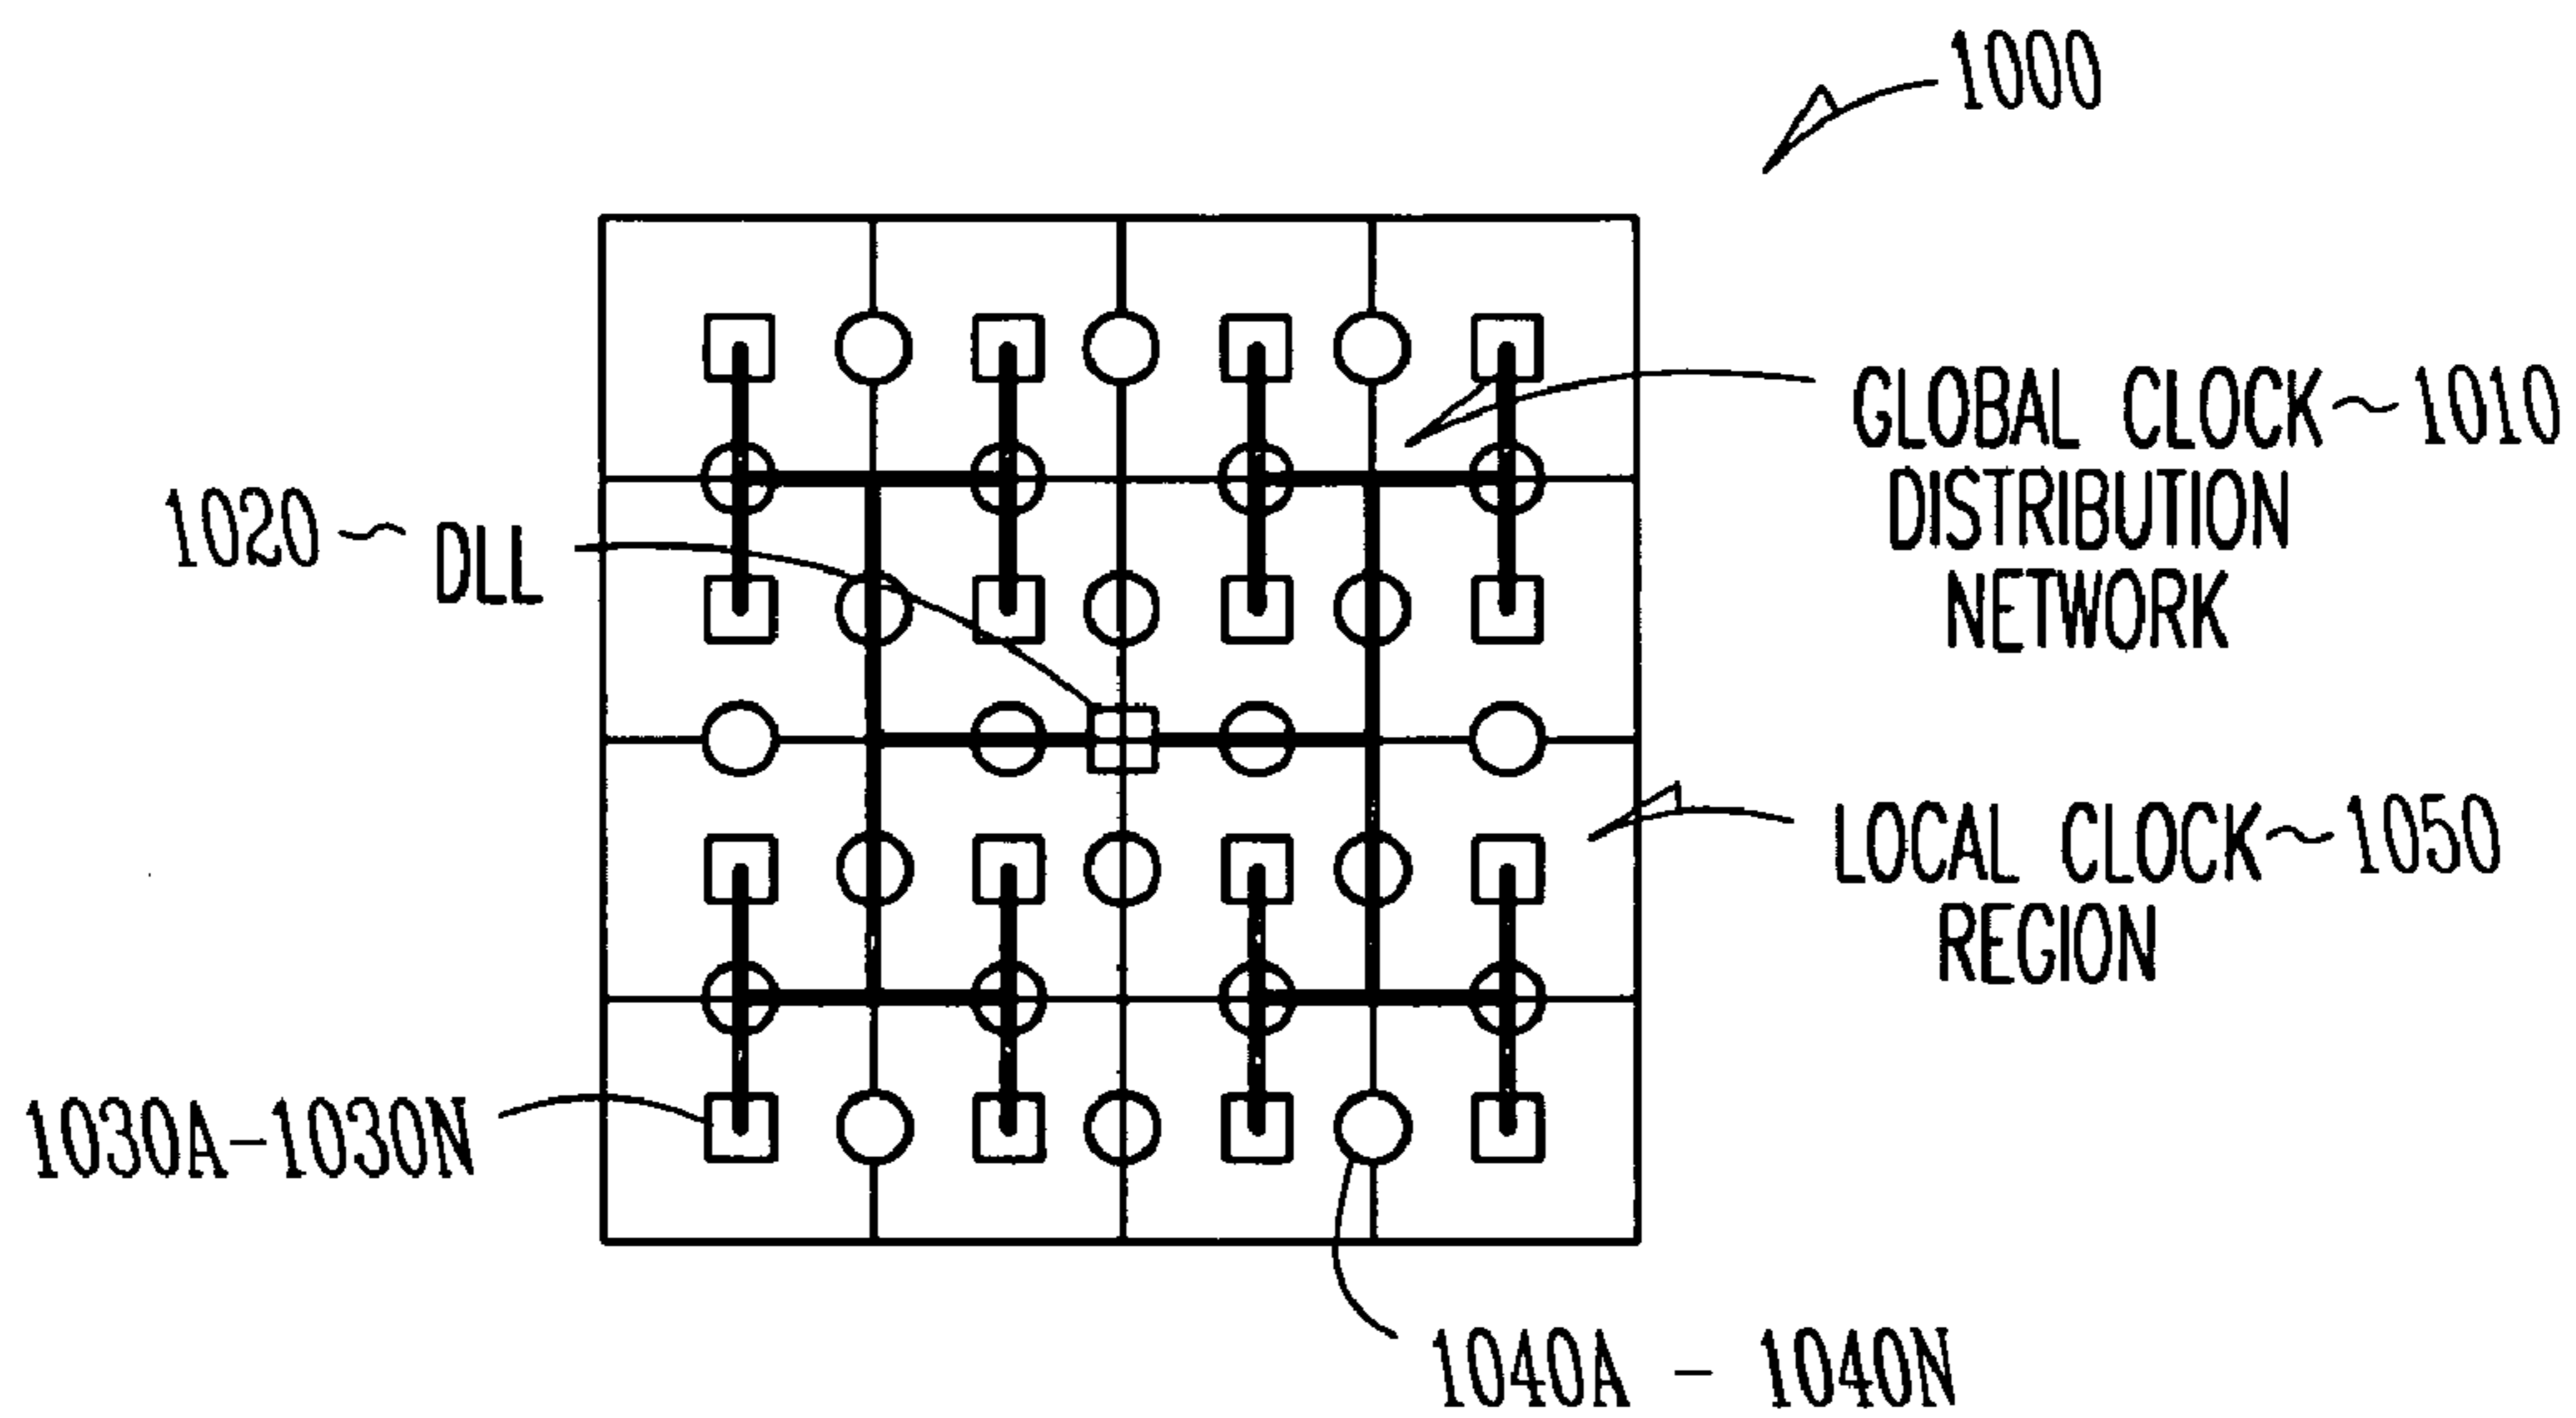 1000
GLOBAL CLOCK~1010
DISTRIBUTION
NETWORK
1020~DLL
LOCAL CLOCK~1050
REGION
1030A-1030N
1040A - 1040N